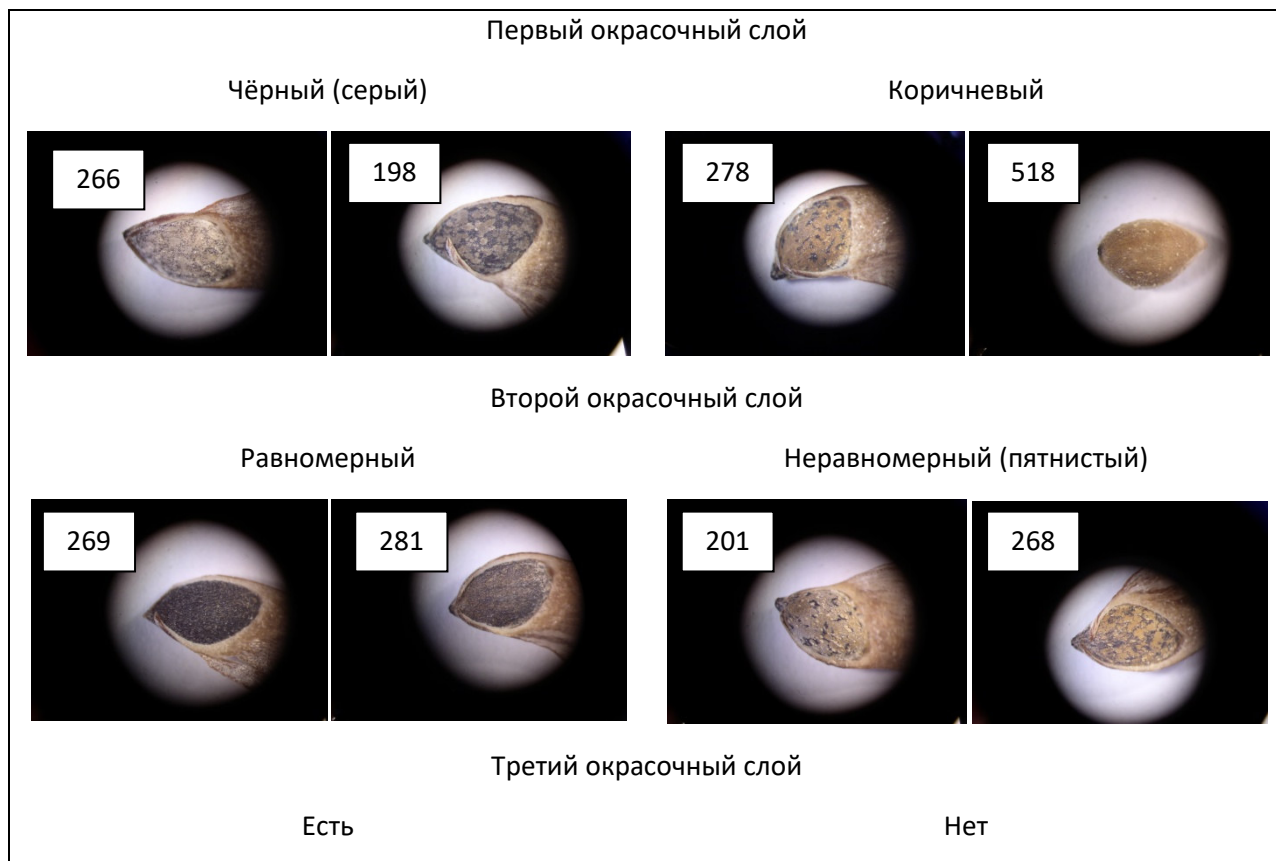 Первый окрасочный слой
Чёрный (серый) Коричневый
266 198 278 518
Второй окрасочный слой
Равномерный Неравномерный (пятнистый)
269 281 201 268
Третий окрасочный слой
Есть Нет